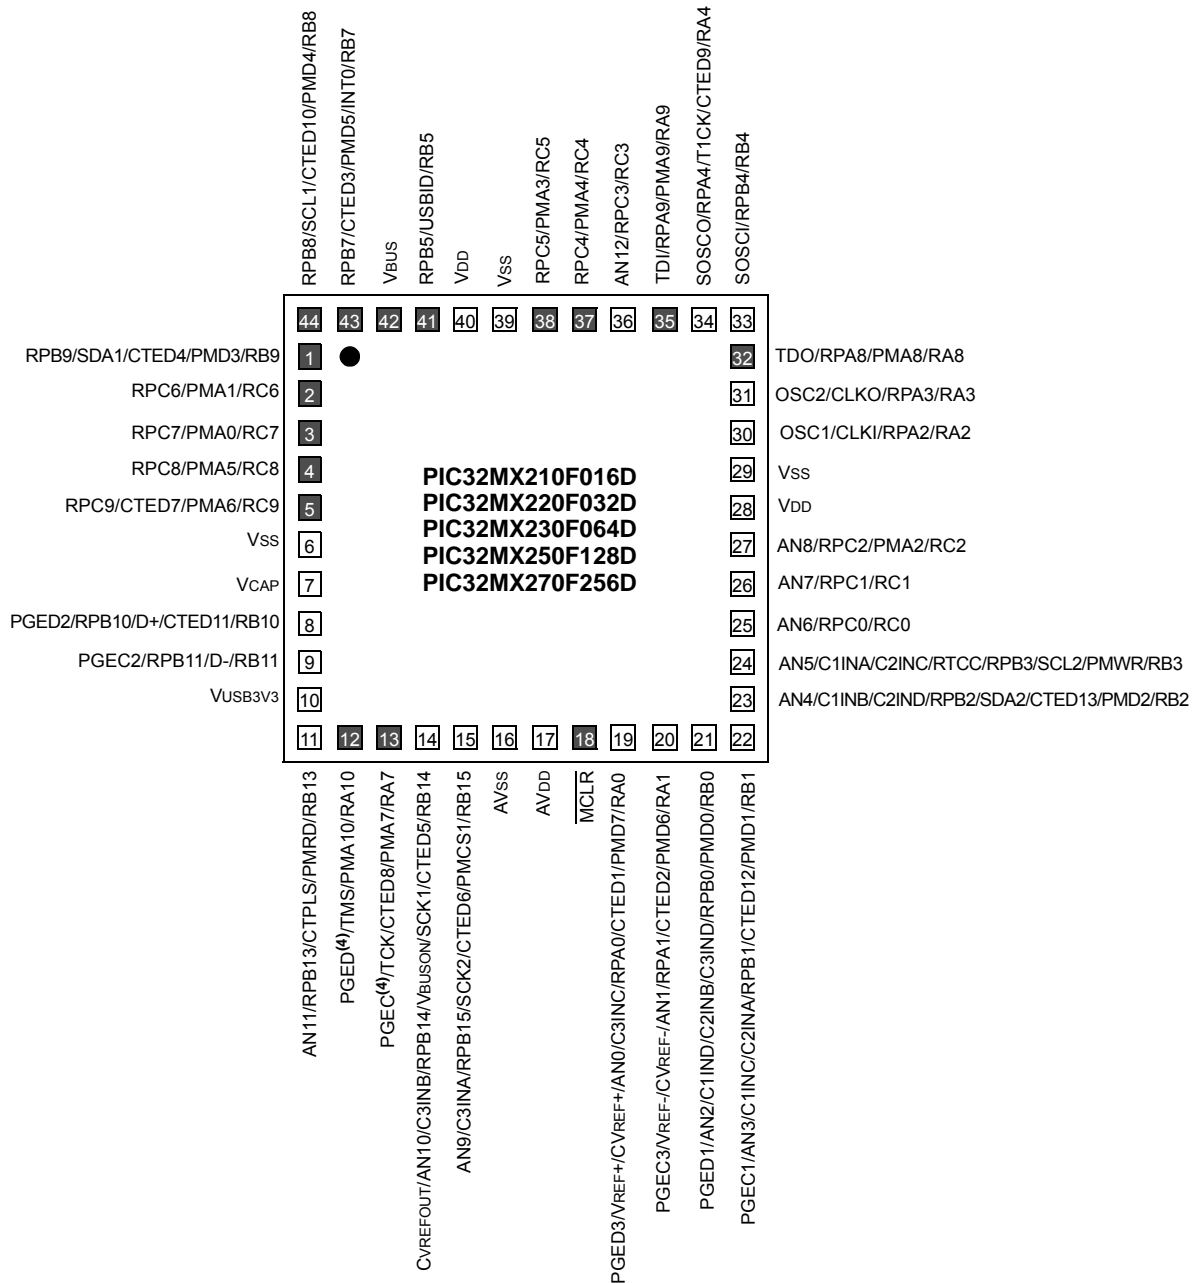 RPB8/SCL1/CTED10/PMD4/RB8
RPB7/CTED3/PMD5/INT0/RB7
VBUS
RPB5/USBID/RB5
VDD
VSS
RPC5/PMA3/RC5
RPC4/PMA4/RC4
AN12/RPC3/RC3
TDI/RPA9/PMA9/RA9
SOSCO/RPA4/T1CK/CTED9/RA4
SOSCI/RPB4/RB4
44 43 42 41 40 39 38 37 36 35 34 33
RPB9/SDA1/CTED4/PMD3/RB9 1
RPC6/PMA1/RC6 2
RPC7/PMA0/RC7 3
RPC8/PMA5/RC8 4
RPC9/CTED7/PMA6/RC9 5
VSS 6
VCAP 7
PGED2/RPB10/D+/CTED11/RB10 8
PGEC2/RPB11/D-/RB11 9
VUSB3V3 10
PIC32MX210F016D
PIC32MX220F032D
PIC32MX230F064D
PIC32MX250F128D
PIC32MX270F256D
32 TDO/RPA8/PMA8/RA8
31 OSC2/CLKO/RPA3/RA3
30 OSC1/CLKI/RPA2/RA2
29 VSS
28 VDD
27 AN8/RPC2/PMA2/RC2
26 AN7/RPC1/RC1
25 AN6/RPC0/RC0
24 AN5/C1INA/C2INC/RTCC/RPB3/SCL2/PMWR/RB3
23 AN4/C1INB/C2IND/RPB2/SDA2/CTED13/PMD2/RB2
11 12 13 14 15 16 17 18 19 20 21 22
AN11/RPB13/CTPLS/PMRD/RB13
PGED(4)/TMS/PMA10/RA10
PGEC(4)/TCK/CTED8/PMA7/RA7
CVREFOUT/AN10/C3INB/RPB14/VBUSON/SCK1/CTED5/RB14
AN9/C3INA/RPB15/SCK2/CTED6/PMCS1/RB15
AVSS
AVDD
MCLR
PGED3/VREF+/CVREF+/AN0/C3INC/RPA0/CTED1/PMD7/RA0
PGEC3/VREF-/CVREF-/AN1/RPA1/CTED2/PMD6/RA1
PGED1/AN2/C1IND/C2INB/C3IND/RPB0/PMD0/RB0
PGEC1/AN3/C1INC/C2INA/RPB1/CTED12/PMD1/RB1